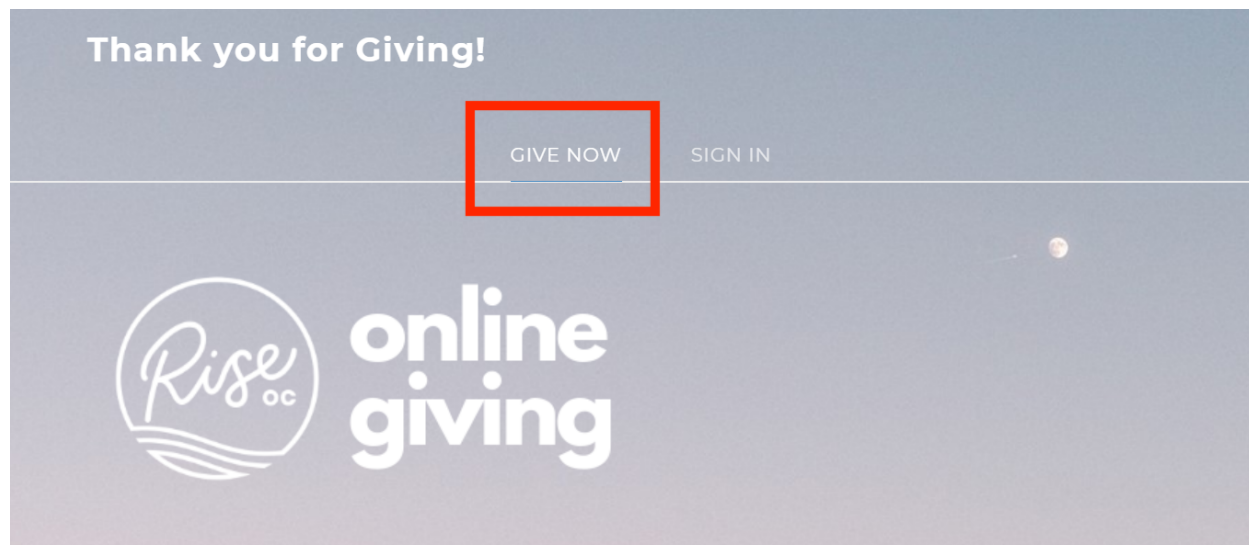 Thank you for Giving!
GIVE NOW SIGN IN
Rise OC
online
giving